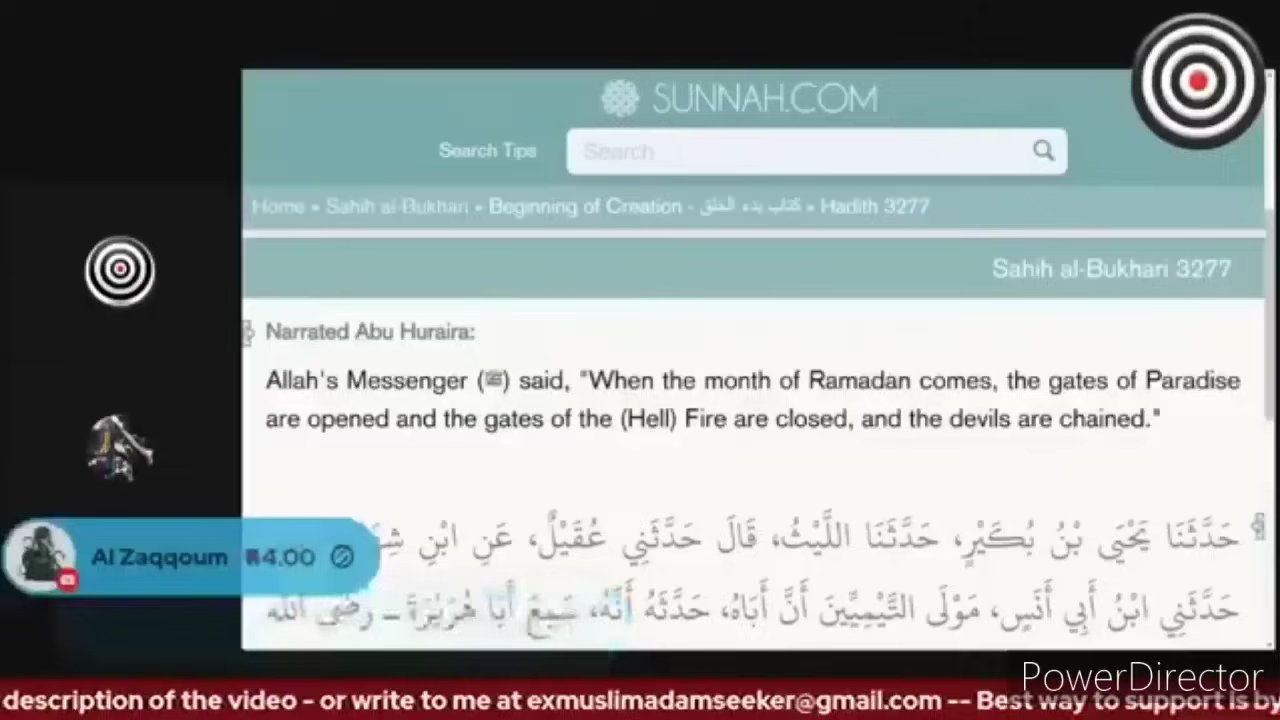 SUNNAH.COM
Search Tips
Search
Home » Sahih al-Bukhari » Beginning of Creation - كتاب بدء الخلق » Hadith 3277
Sahih al-Bukhari 3277
Narrated Abu Huraira:
Allah's Messenger (ﷺ) said, "When the month of Ramadan comes, the gates of Paradise
are opened and the gates of the (Hell) Fire are closed, and the devils are chained."
حَدَّثَنَا يَحْيَى بْنُ بُكَيْرٍ، حَدَّثَنَا اللَّيْثُ، قَالَ حَدَّثَنِي عُقَيْلٌ، عَنِ ابْنِ
Al Zaqqoum 4.00
حَدَّثَنِي ابْنُ أَبِي أَنَسٍ، مَوْلَى التَّيْمِيِّينَ أَنَّ أَبَاهُ، حَدَّثَهُ أَنَّهُ، سَمِعَ أَبَا هُرَيْرَةَ ـ رضى الله
PowerDirector
description of the video - or write to me at exmuslimadamseeker@gmail.com -- Best way to support is by